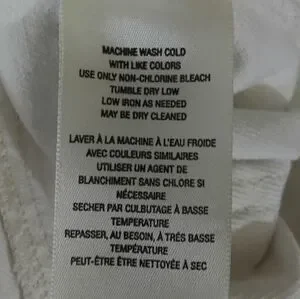 MACHINE WASH COLD
WITH LIKE COLORS
USE ONLY NON-CHLORINE BLEACH
TUMBLE DRY LOW
LOW IRON AS NEEDED
MAY BE DRY CLEANED
LAVER À LA MACHINE À L'EAU FROIDE
AVEC COULEURS SIMILAIRES
UTILISER UN AGENT DE
BLANCHIMENT SANS CHLORE SI
NÉCESSAIRE
SECHER PAR CULBUTAGE À BASSE
TEMPERATURE
REPASSER, AU BESOIN, À TRÉS BASSE
TEMPÉRATURE
PEUT-ÊTRE ÊTRE NETTOYÉE À SEC